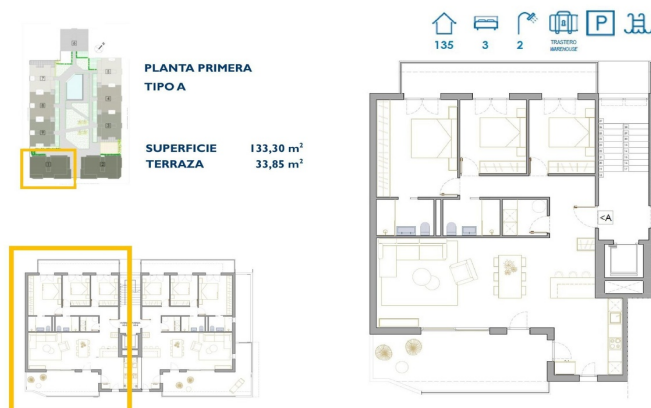 135
3
2
TRASTERO
WAREHOUSE
P
PLANTA PRIMERA
TIPO A
SUPERFICIE 133,30 m²
TERRAZA 33,85 m²
<A